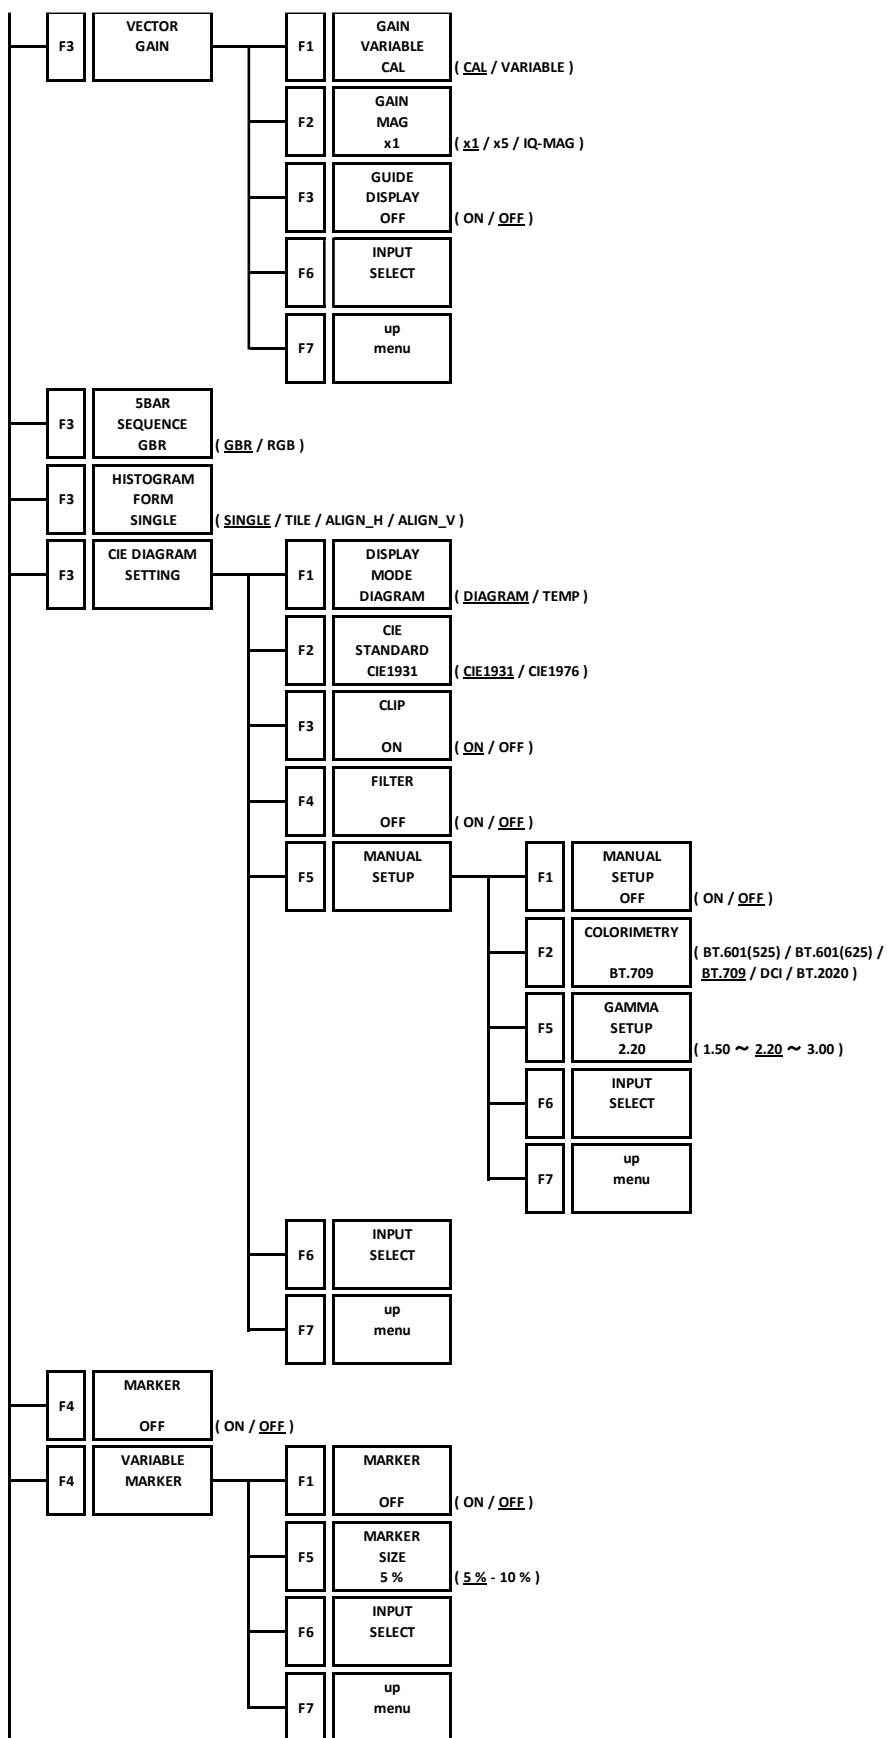 F3
VECTOR
GAIN
F1
GAIN
VARIABLE
CAL
( CAL / VARIABLE )
F2
GAIN
MAG
x1
( x1 / x5 / IQ-MAG )
F3
GUIDE
DISPLAY
OFF
( ON / OFF )
F6
INPUT
SELECT
F7
up
menu
F3
5BAR
SEQUENCE
GBR
( GBR / RGB )
F3
HISTOGRAM
FORM
SINGLE
( SINGLE / TILE / ALIGN_H / ALIGN_V )
F3
CIE DIAGRAM
SETTING
F1
DISPLAY
MODE
DIAGRAM
( DIAGRAM / TEMP )
F2
CIE
STANDARD
CIE1931
( CIE1931 / CIE1976 )
F3
CLIP
ON
( ON / OFF )
F4
FILTER
OFF
( ON / OFF )
F5
MANUAL
SETUP
F1
MANUAL
SETUP
OFF
( ON / OFF )
F2
COLORIMETRY
BT.709
( BT.601(525) / BT.601(625) /
BT.709 / DCI / BT.2020 )
F5
GAMMA
SETUP
2.20
( 1.50 ～ 2.20 ～ 3.00 )
F6
INPUT
SELECT
F7
up
menu
F6
INPUT
SELECT
F7
up
menu
F4
MARKER
OFF
( ON / OFF )
F4
VARIABLE
MARKER
F1
MARKER
OFF
( ON / OFF )
F5
MARKER
SIZE
5 %
( 5 % - 10 % )
F6
INPUT
SELECT
F7
up
menu